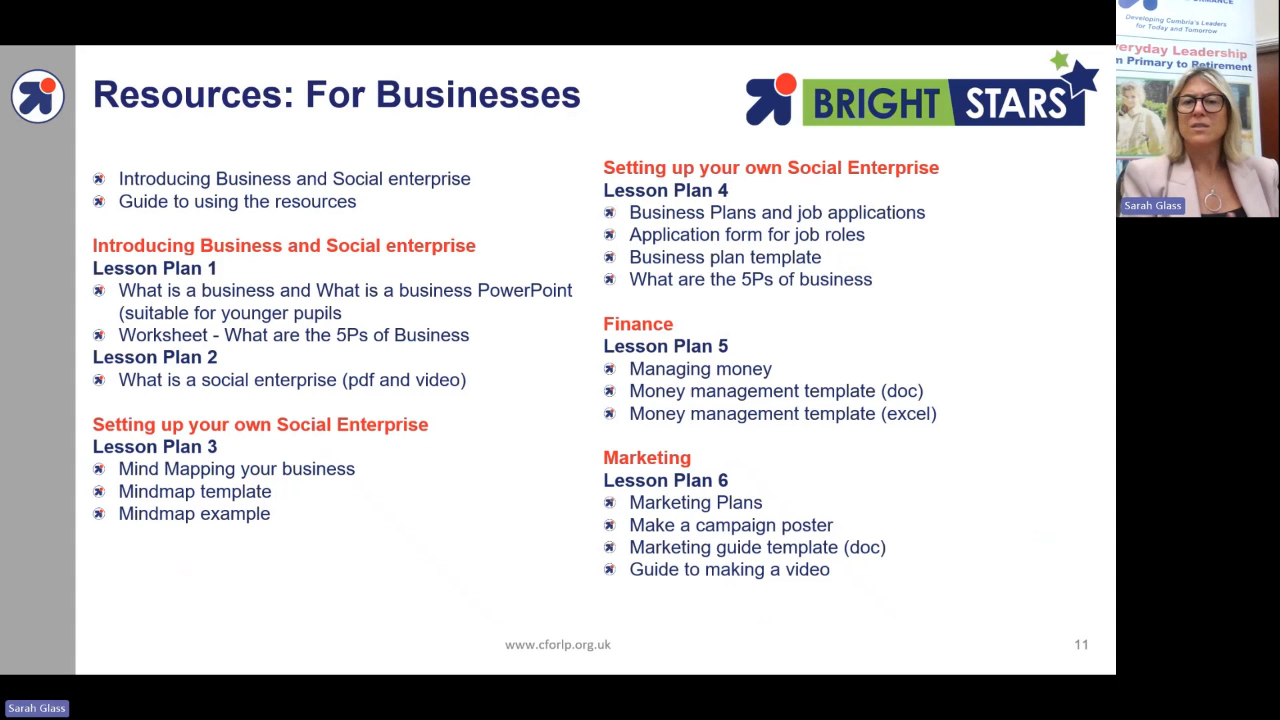 Resources: For Businesses
BRIGHT STARS
Introducing Business and Social enterprise
Guide to using the resources
Introducing Business and Social enterprise
Lesson Plan 1
What is a business and What is a business PowerPoint
(suitable for younger pupils
Worksheet - What are the 5Ps of Business
Lesson Plan 2
What is a social enterprise (pdf and video)
Setting up your own Social Enterprise
Lesson Plan 3
Mind Mapping your business
Mindmap template
Mindmap example
Setting up your own Social Enterprise
Lesson Plan 4
Business Plans and job applications
Application form for job roles
Business plan template
What are the 5Ps of business
Finance
Lesson Plan 5
Managing money
Money management template (doc)
Money management template (excel)
Marketing
Lesson Plan 6
Marketing Plans
Make a campaign poster
Marketing guide template (doc)
Guide to making a video
www.cforlp.org.uk
11
Developing Cumbria's Leaders
for Today and Tomorrow
eryday Leadership
m Primary to Retirement
Sarah Glass
Sarah Glass